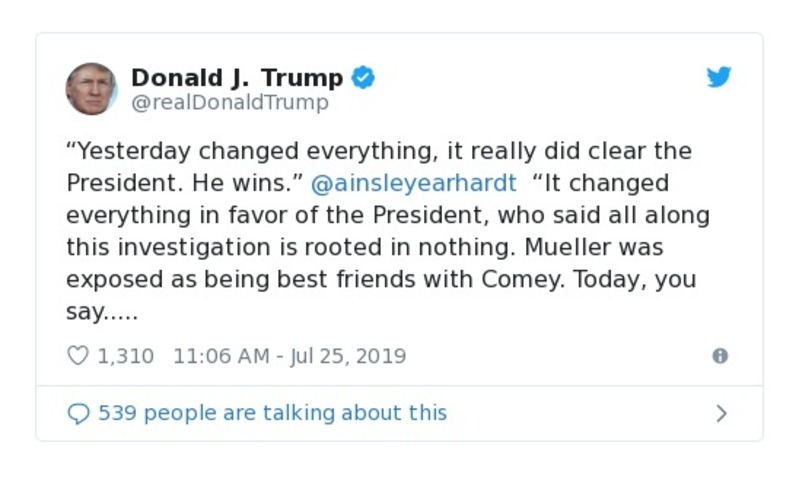 Donald J. Trump
@realDonaldTrump
“Yesterday changed everything, it really did clear the
President. He wins.” @ainsleyearhardt “It changed
everything in favor of the President, who said all along
this investigation is rooted in nothing. Mueller was
exposed as being best friends with Comey. Today, you
say.....
1,310 11:06 AM - Jul 25, 2019
539 people are talking about this